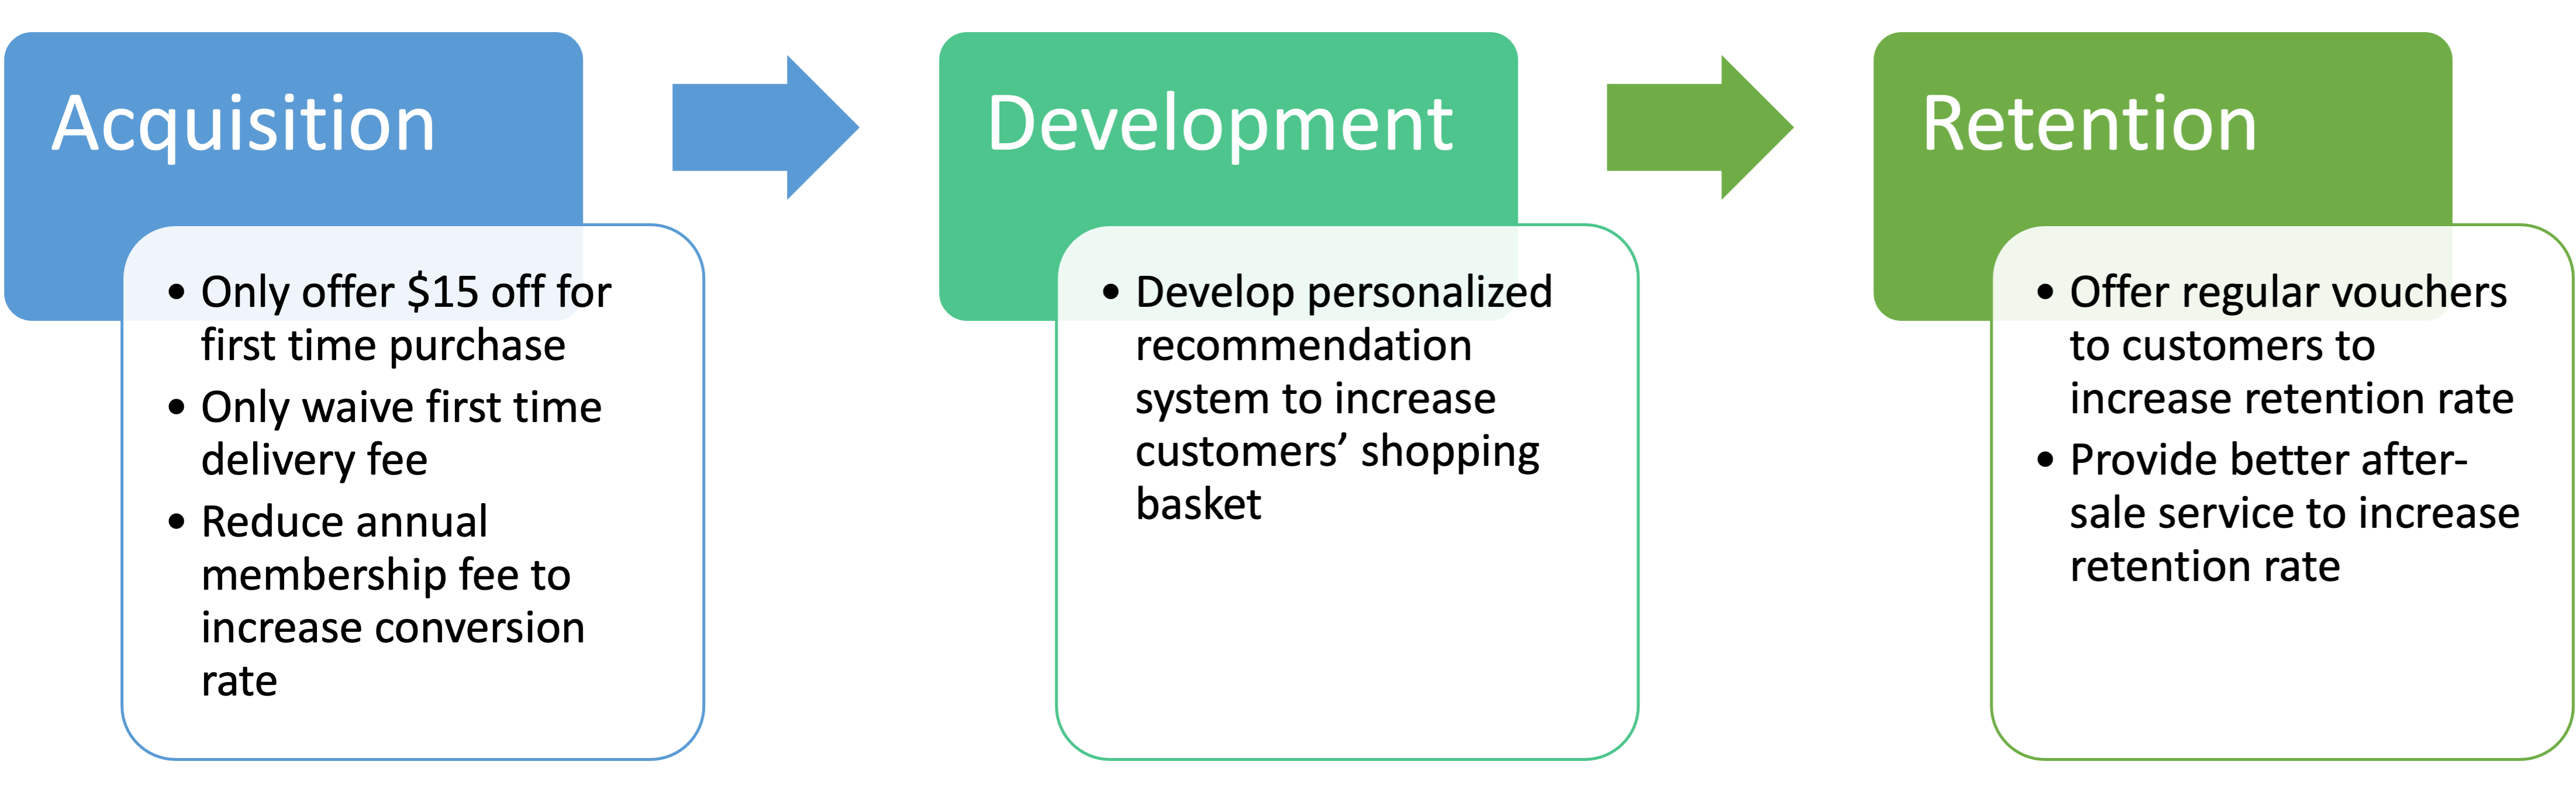 Acquisition
• Only offer $15 off for
first time purchase
• Only waive first time
delivery fee
• Reduce annual
membership fee to
increase conversion
rate
Development
• Develop personalized
recommendation
system to increase
customers’ shopping
basket
Retention
• Offer regular vouchers
to customers to
increase retention rate
• Provide better after-
sale service to increase
retention rate